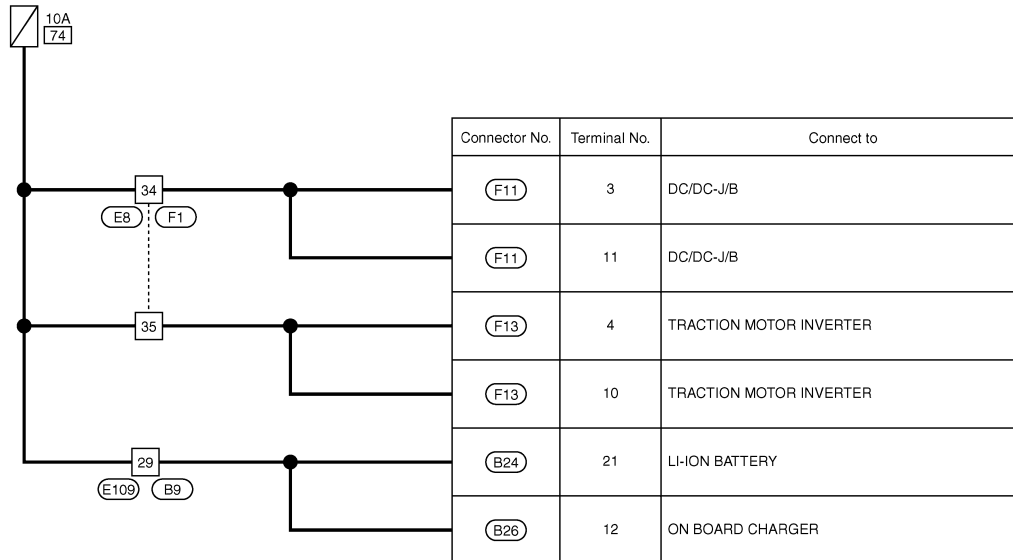 10A
74
Connector No. Terminal No. Connect to
34 F11 3 DC/DC-J/B
E8 F1
F11 11 DC/DC-J/B
35 F13 4 TRACTION MOTOR INVERTER
F13 10 TRACTION MOTOR INVERTER
29 B24 21 LI-ION BATTERY
E109 B9
B26 12 ON BOARD CHARGER